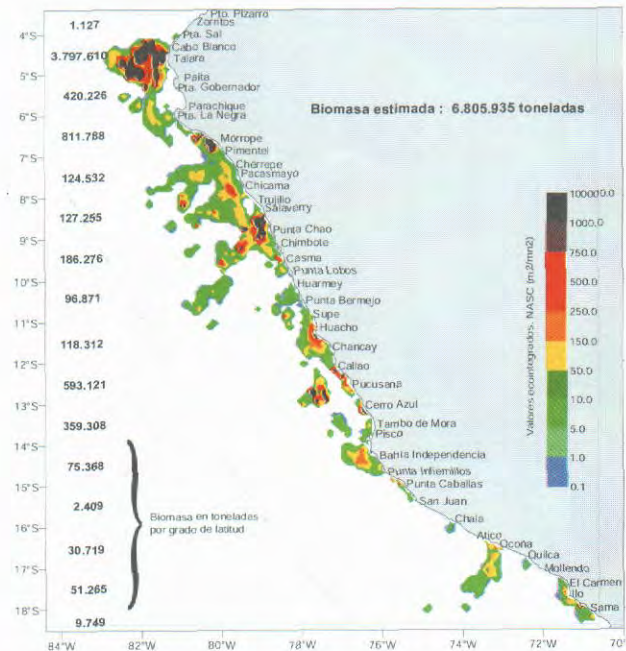 Pto. Pizarro
Zorritos
Pta. Sal
Cabo Blanco
Talara
Paita
Pta. Gobernador
Parachique
Pta. La Negra
Morrope
Pimentel
Chérrepe
Pacasmayo
Chicama
Trujillo
Salaverry
Punta Chao
Chimbote
Casma
Punta Lobos
Huarmey
Punta Bermejo
Supe
Huacho
Chancay
Callao
Pucusana
Cerro Azul
Tambo de Mora
Pisco
Bahia Independencia
Punta Infiernillos
Punta Caballas
San Juan
Chala
Atico
Ocoña
Quilca
Mollendo
El Carmen
Ilo
Sama
Biomasa estimada : 6.805.935 toneladas
1.127
3.797.610
420.226
811.788
124.532
127.255
186.276
96.871
118.312
593.121
359.308
75.368
2.409
30.719
51.265
9.749
Biomasa en toneladas
por grado de latitud
Valores ecointegrados. NASC (m2/mn2)
1000.0
750.0
500.0
250.0
150.0
50.0
10.0
5.0
1.0
0.1
4°S
5°S
6°S
7°S
8°S
9°S
10°S
11°S
12°S
13°S
14°S
15°S
16°S
17°S
18°S
84°W
82°W
80°W
78°W
76°W
74°W
72°W
70°W